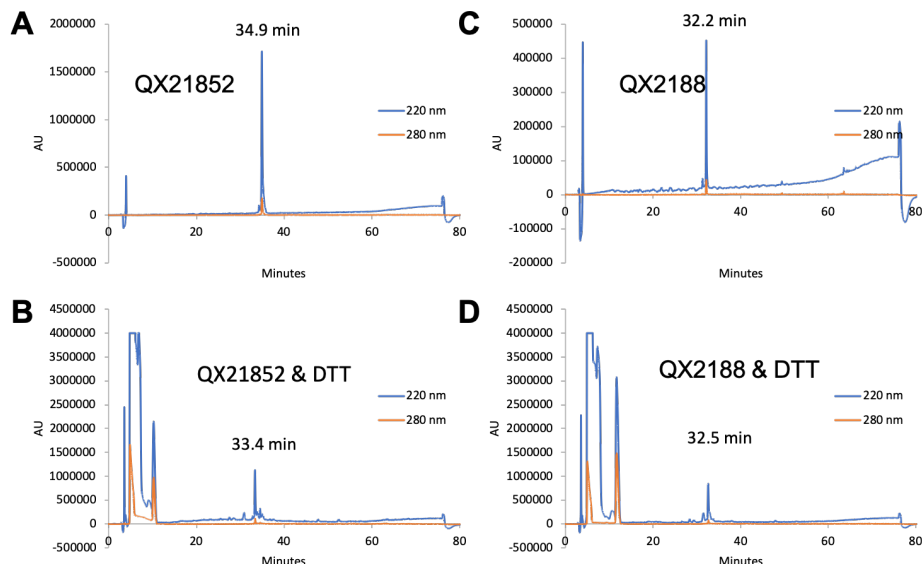 A
34.9 min
QX21852
2000000
1500000
1000000
500000
0
-500000
AU
0
20
40
60
80
Minutes
220 nm
280 nm
C
32.2 min
QX2188
500000
400000
300000
200000
100000
0
-100000
-200000
AU
0
20
40
60
80
Minutes
220 nm
280 nm
B
QX21852 & DTT
33.4 min
4500000
4000000
3500000
3000000
2500000
2000000
1500000
1000000
500000
0
-500000
AU
0
20
40
60
80
Minutes
220 nm
280 nm
D
QX2188 & DTT
32.5 min
4500000
4000000
3500000
3000000
2500000
2000000
1500000
1000000
500000
0
-500000
AU
0
20
40
60
80
Minutes
220 nm
280 nm